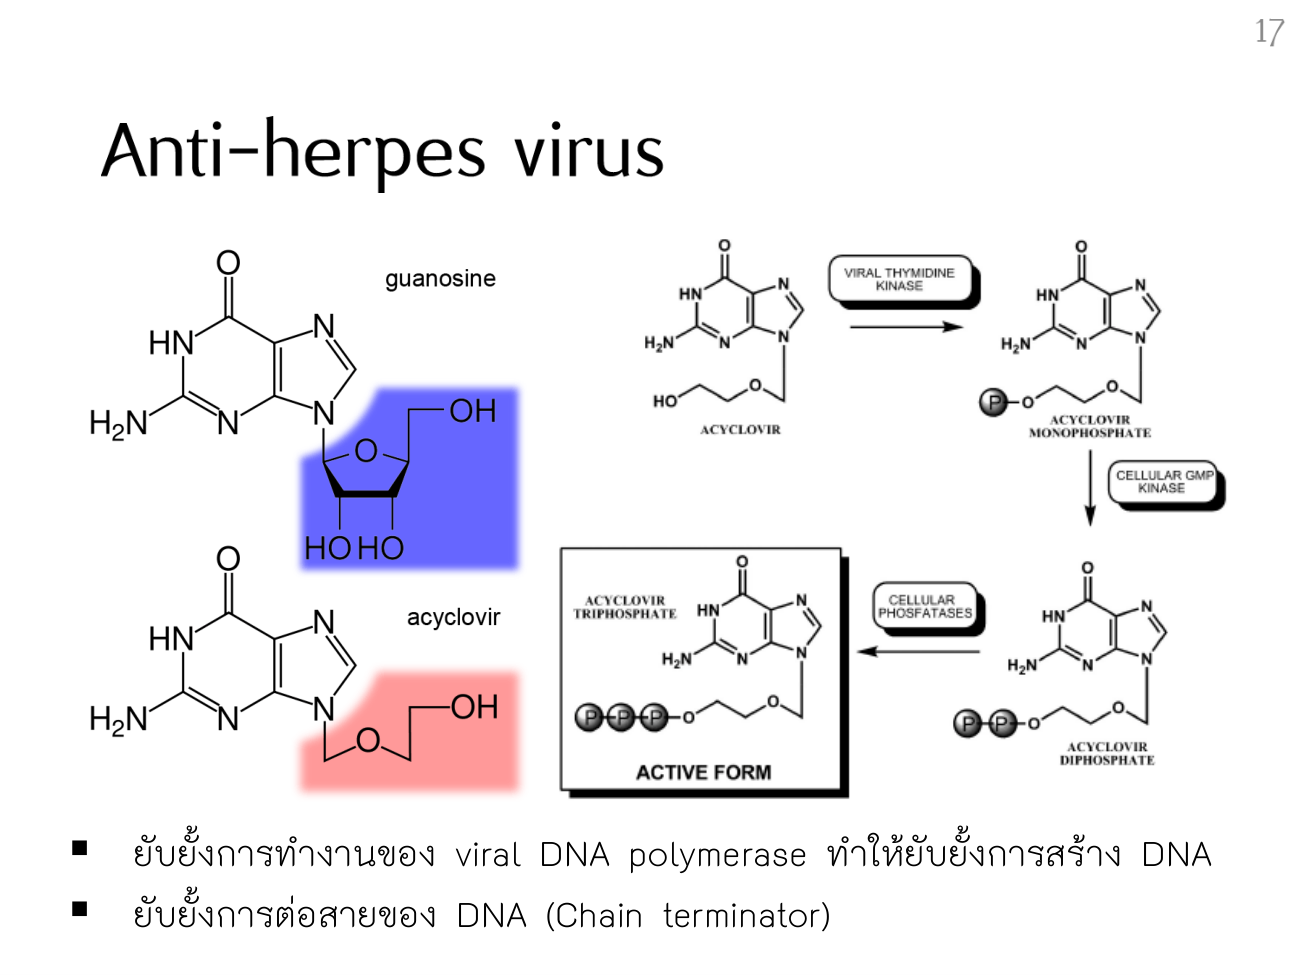 17
Anti-herpes virus
guanosine
O
HN
N
H₂N
N
N
OH
O
HO HO
acyclovir
O
HN
N
H₂N
N
N
OH
O
O
HN
N
H₂N
N
N
HO
O
ACYCLOVIR
VIRAL THYMIDINE
KINASE
O
HN
N
H₂N
N
N
P
O
O
ACYCLOVIR
MONOPHOSPHATE
CELLULAR GMP
KINASE
O
HN
N
H₂N
N
N
P P
O
O
ACYCLOVIR
DIPHOSPHATE
CELLULAR
PHOSFATASES
ACYCLOVIR
TRIPHOSPHATE
O
HN
N
H₂N
N
N
P P P
O
O
ACTIVE FORM
▪ ยับยั้งการทำงานของ viral DNA polymerase ทำให้ยับยั้งการสร้าง DNA
▪ ยับยั้งการต่อสายของ DNA (Chain terminator)